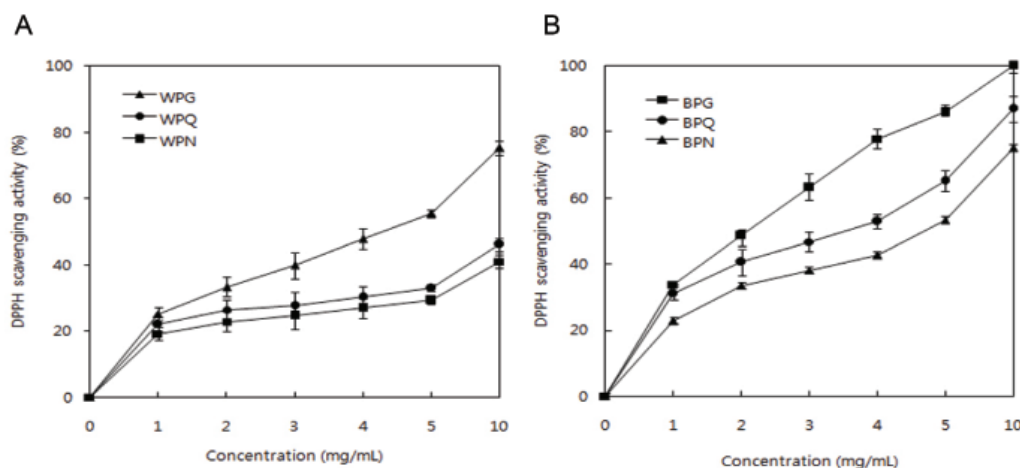 A
DPPH scavenging activity (%)
100
80
60
40
20
0
WPG
WPQ
WPN
0 1 2 3 4 5 10
Concentration (mg/mL)
B
DPPH scavenging activity (%)
100
80
60
40
20
0
BPG
BPQ
BPN
0 1 2 3 4 5 10
Concentration (mg/mL)